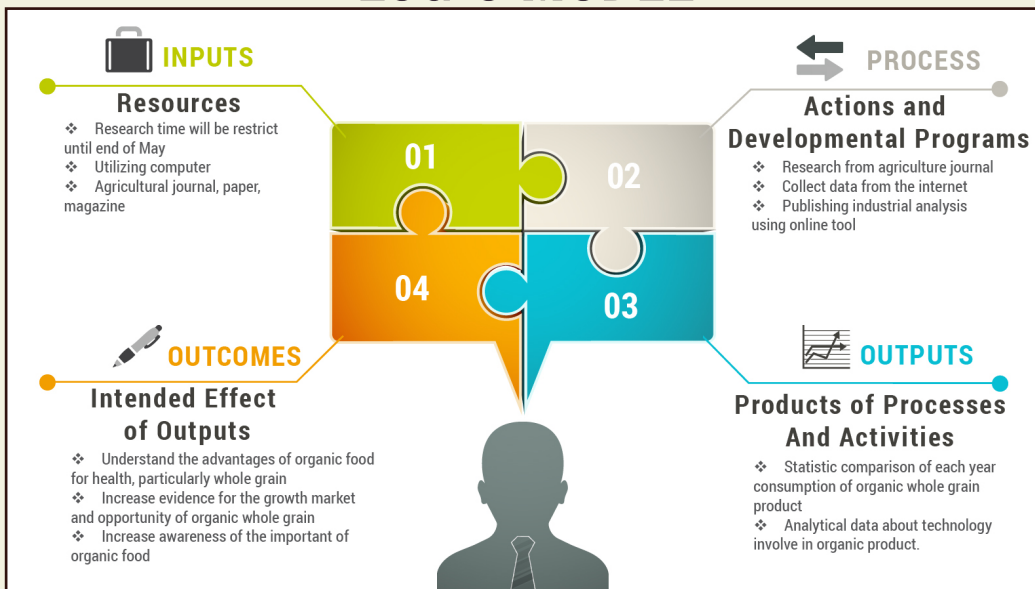 INPUTS
Resources
❖ Research time will be restrict
until end of May
❖ Utilizing computer
❖ Agricultural journal, paper,
magazine
01
02
04
03
PROCESS
Actions and
Developmental Programs
❖ Research from agriculture journal
❖ Collect data from the internet
❖ Publishing industrial analysis
using online tool
OUTCOMES
Intended Effect
of Outputs
❖ Understand the advantages of organic food
for health, particularly whole grain
❖ Increase evidence for the growth market
and opportunity of organic whole grain
❖ Increase awareness of the important of
organic food
OUTPUTS
Products of Processes
And Activities
❖ Statistic comparison of each year
consumption of organic whole grain
product
❖ Analytical data about technology
involve in organic product.